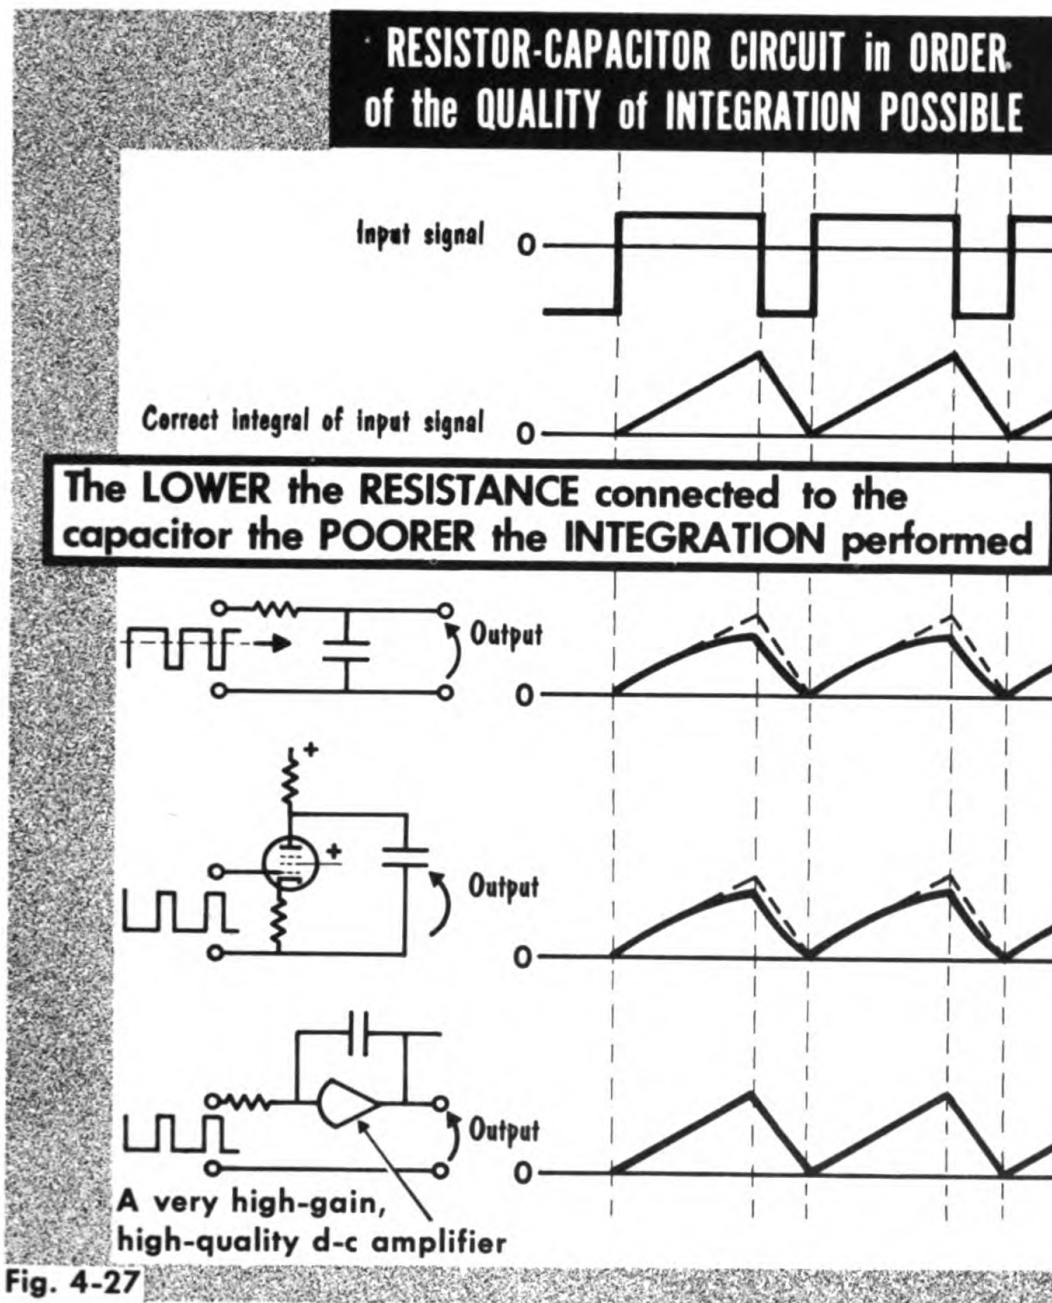 RESISTOR-CAPACITOR CIRCUIT in ORDER
of the QUALITY of INTEGRATION POSSIBLE
Input signal 0
Correct integral of input signal 0
The LOWER the RESISTANCE connected to the
capacitor the POORER the INTEGRATION performed
Output
0
+
+
Output
0
Output
0
A very high-gain,
high-quality d-c amplifier
Fig. 4-27